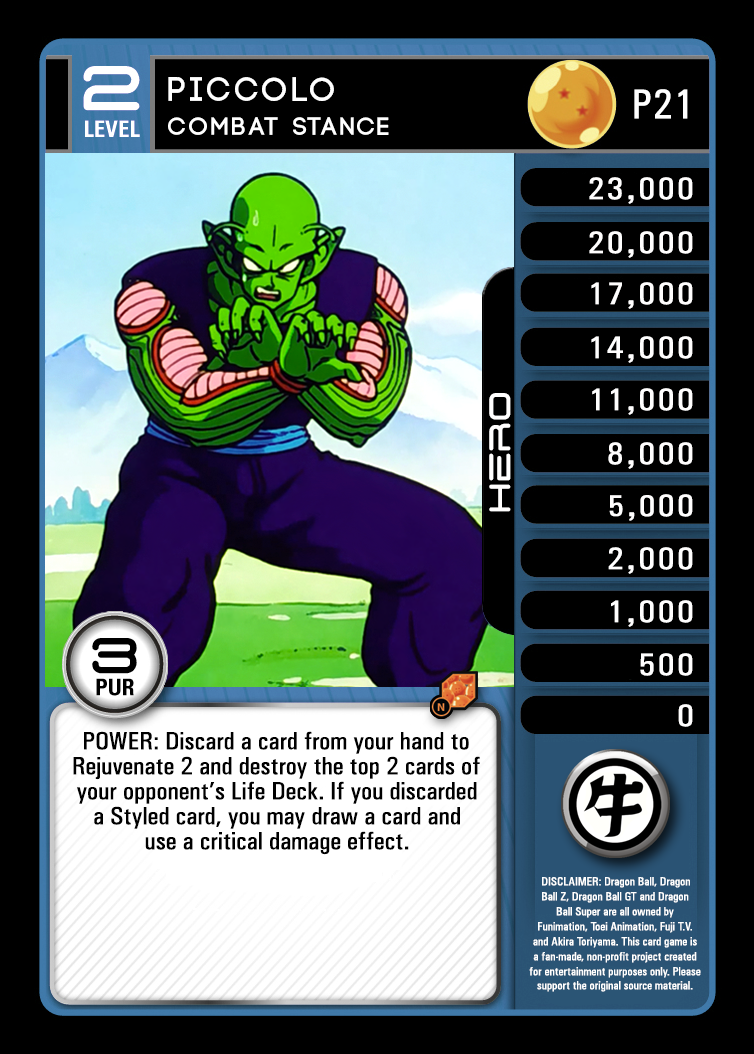 2
LEVEL
PICCOLO
COMBAT STANCE
P21
23,000
20,000
17,000
14,000
11,000
8,000
5,000
2,000
1,000
500
0
HERO
3
PUR
N
POWER: Discard a card from your hand to
Rejuvenate 2 and destroy the top 2 cards of
your opponent's Life Deck. If you discarded
a Styled card, you may draw a card and
use a critical damage effect.
牛
DISCLAIMER: Dragon Ball, Dragon
Ball Z, Dragon Ball GT and Dragon
Ball Super are all owned by
Funimation, Toei Animation, Fuji T.V.
and Akira Toriyama. This card game is
a fan-made, non-profit project created
for entertainment purposes only. Please
support the original source material.